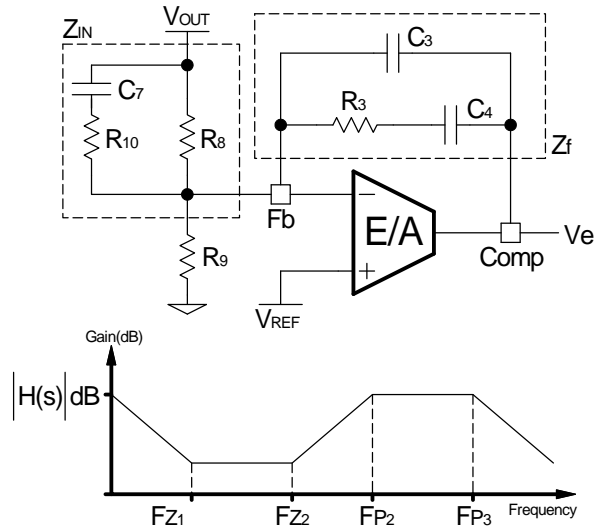 VOUT
ZIN
C7
R10
R8
C3
R3
C4
Zf
Fb
E/A
Ve
Comp
R9
VREF
Gain(dB)
|H(s)|dB
FZ1
FZ2
FP2
FP3
Frequency